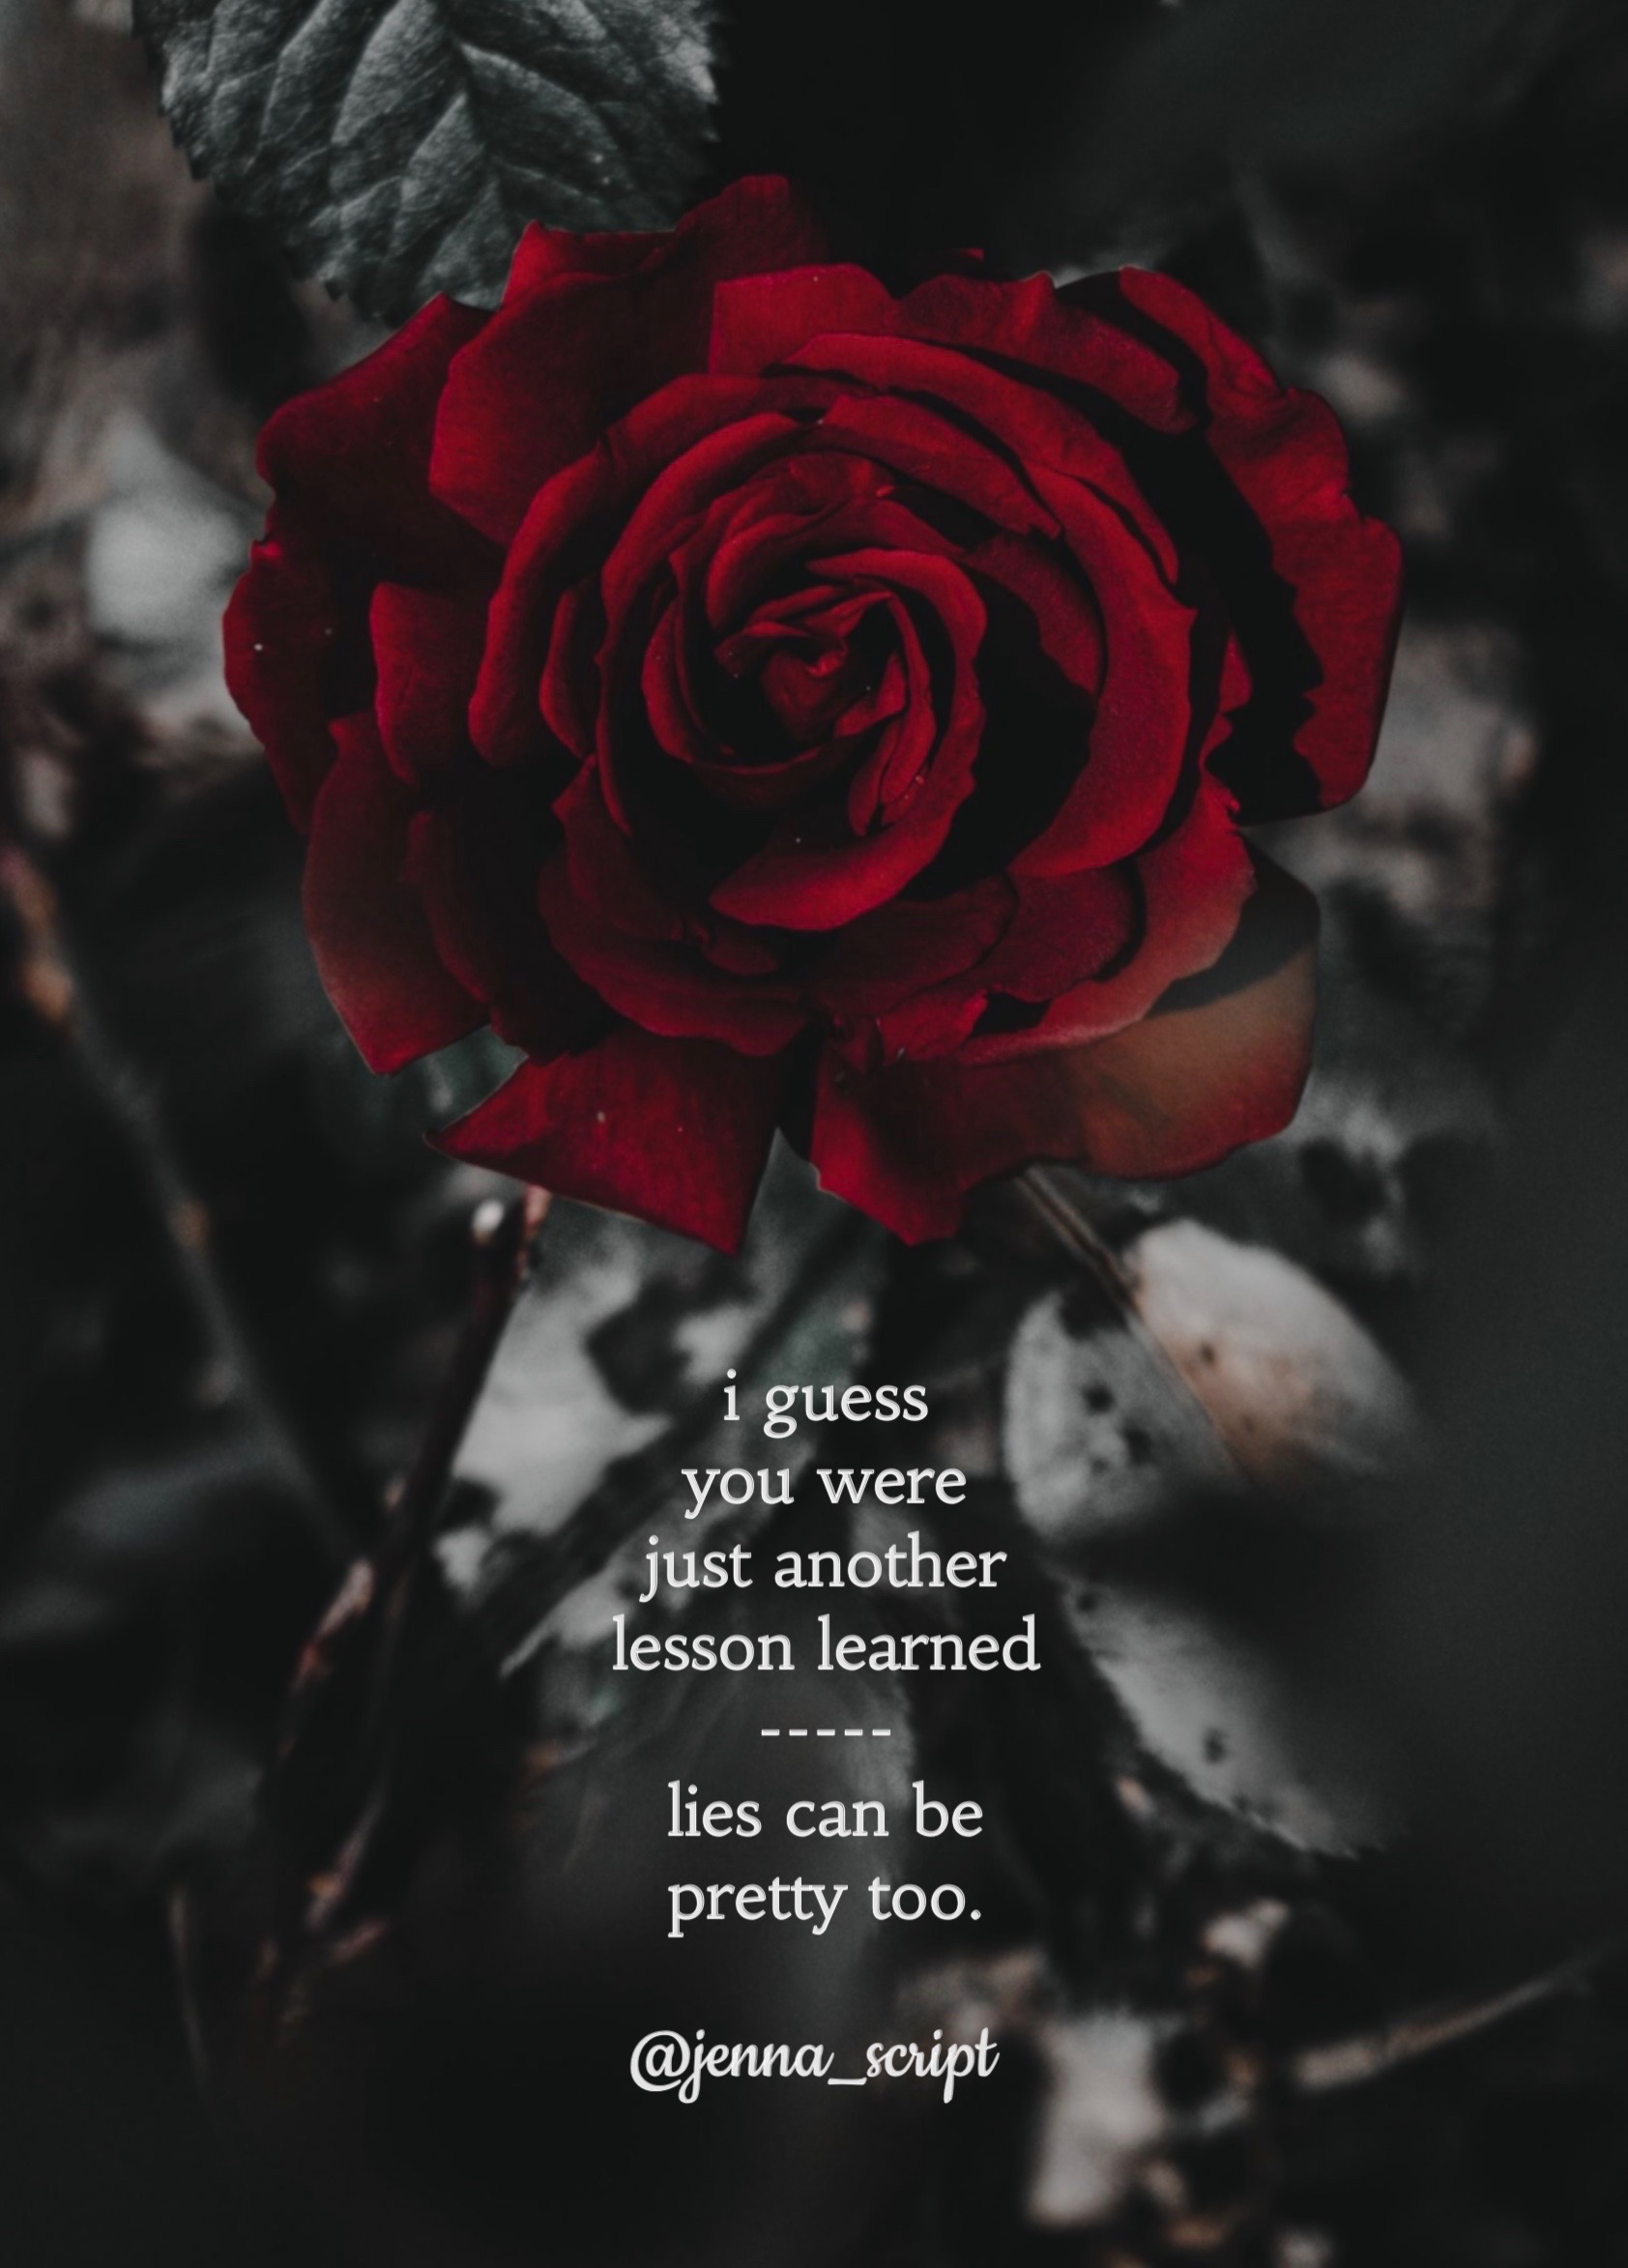 i guess
you were
just another
lesson learned
-----
lies can be
pretty too.
@jenna_script